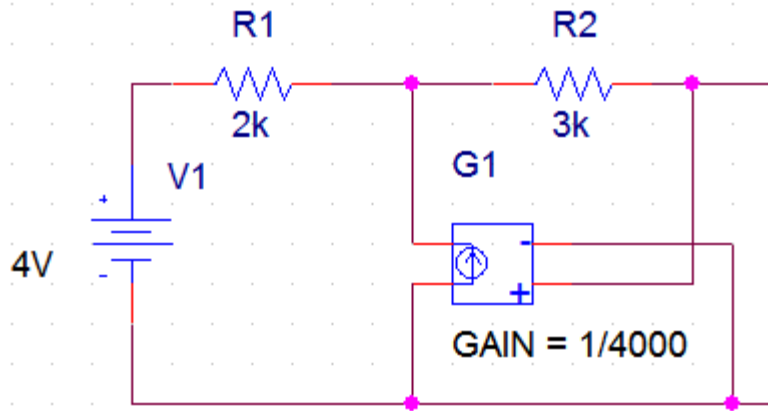 R1
R2
2k
3k
V1
G1
+
-
4V
-
+
GAIN = 1/4000